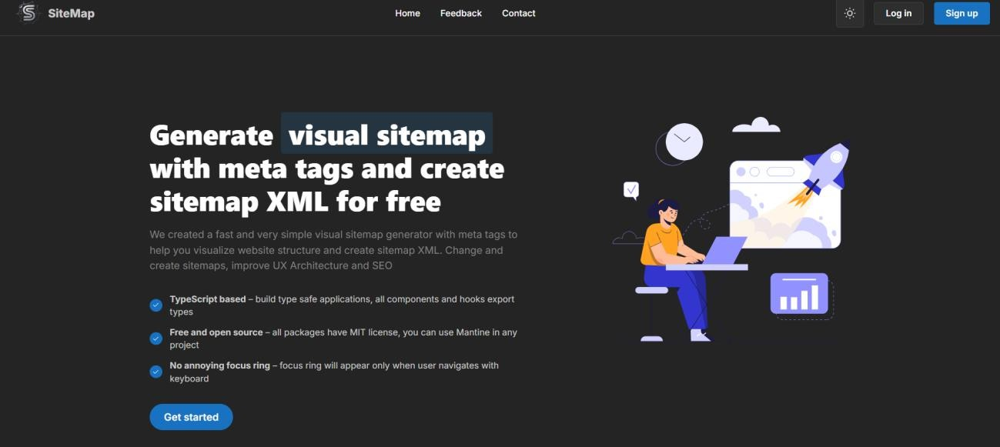 SiteMap
Home Feedback Contact
Log in Sign up
Generate visual sitemap
with meta tags and create
sitemap XML for free
We created a fast and very simple visual sitemap generator with meta tags to
help you visualize website structure and create sitemap XML. Change and
create sitemaps, improve UX Architecture and SEO
TypeScript based – build type safe applications, all components and hooks export
types
Free and open source – all packages have MIT license, you can use Mantine in any
project
No annoying focus ring – focus ring will appear only when user navigates with
keyboard
Get started